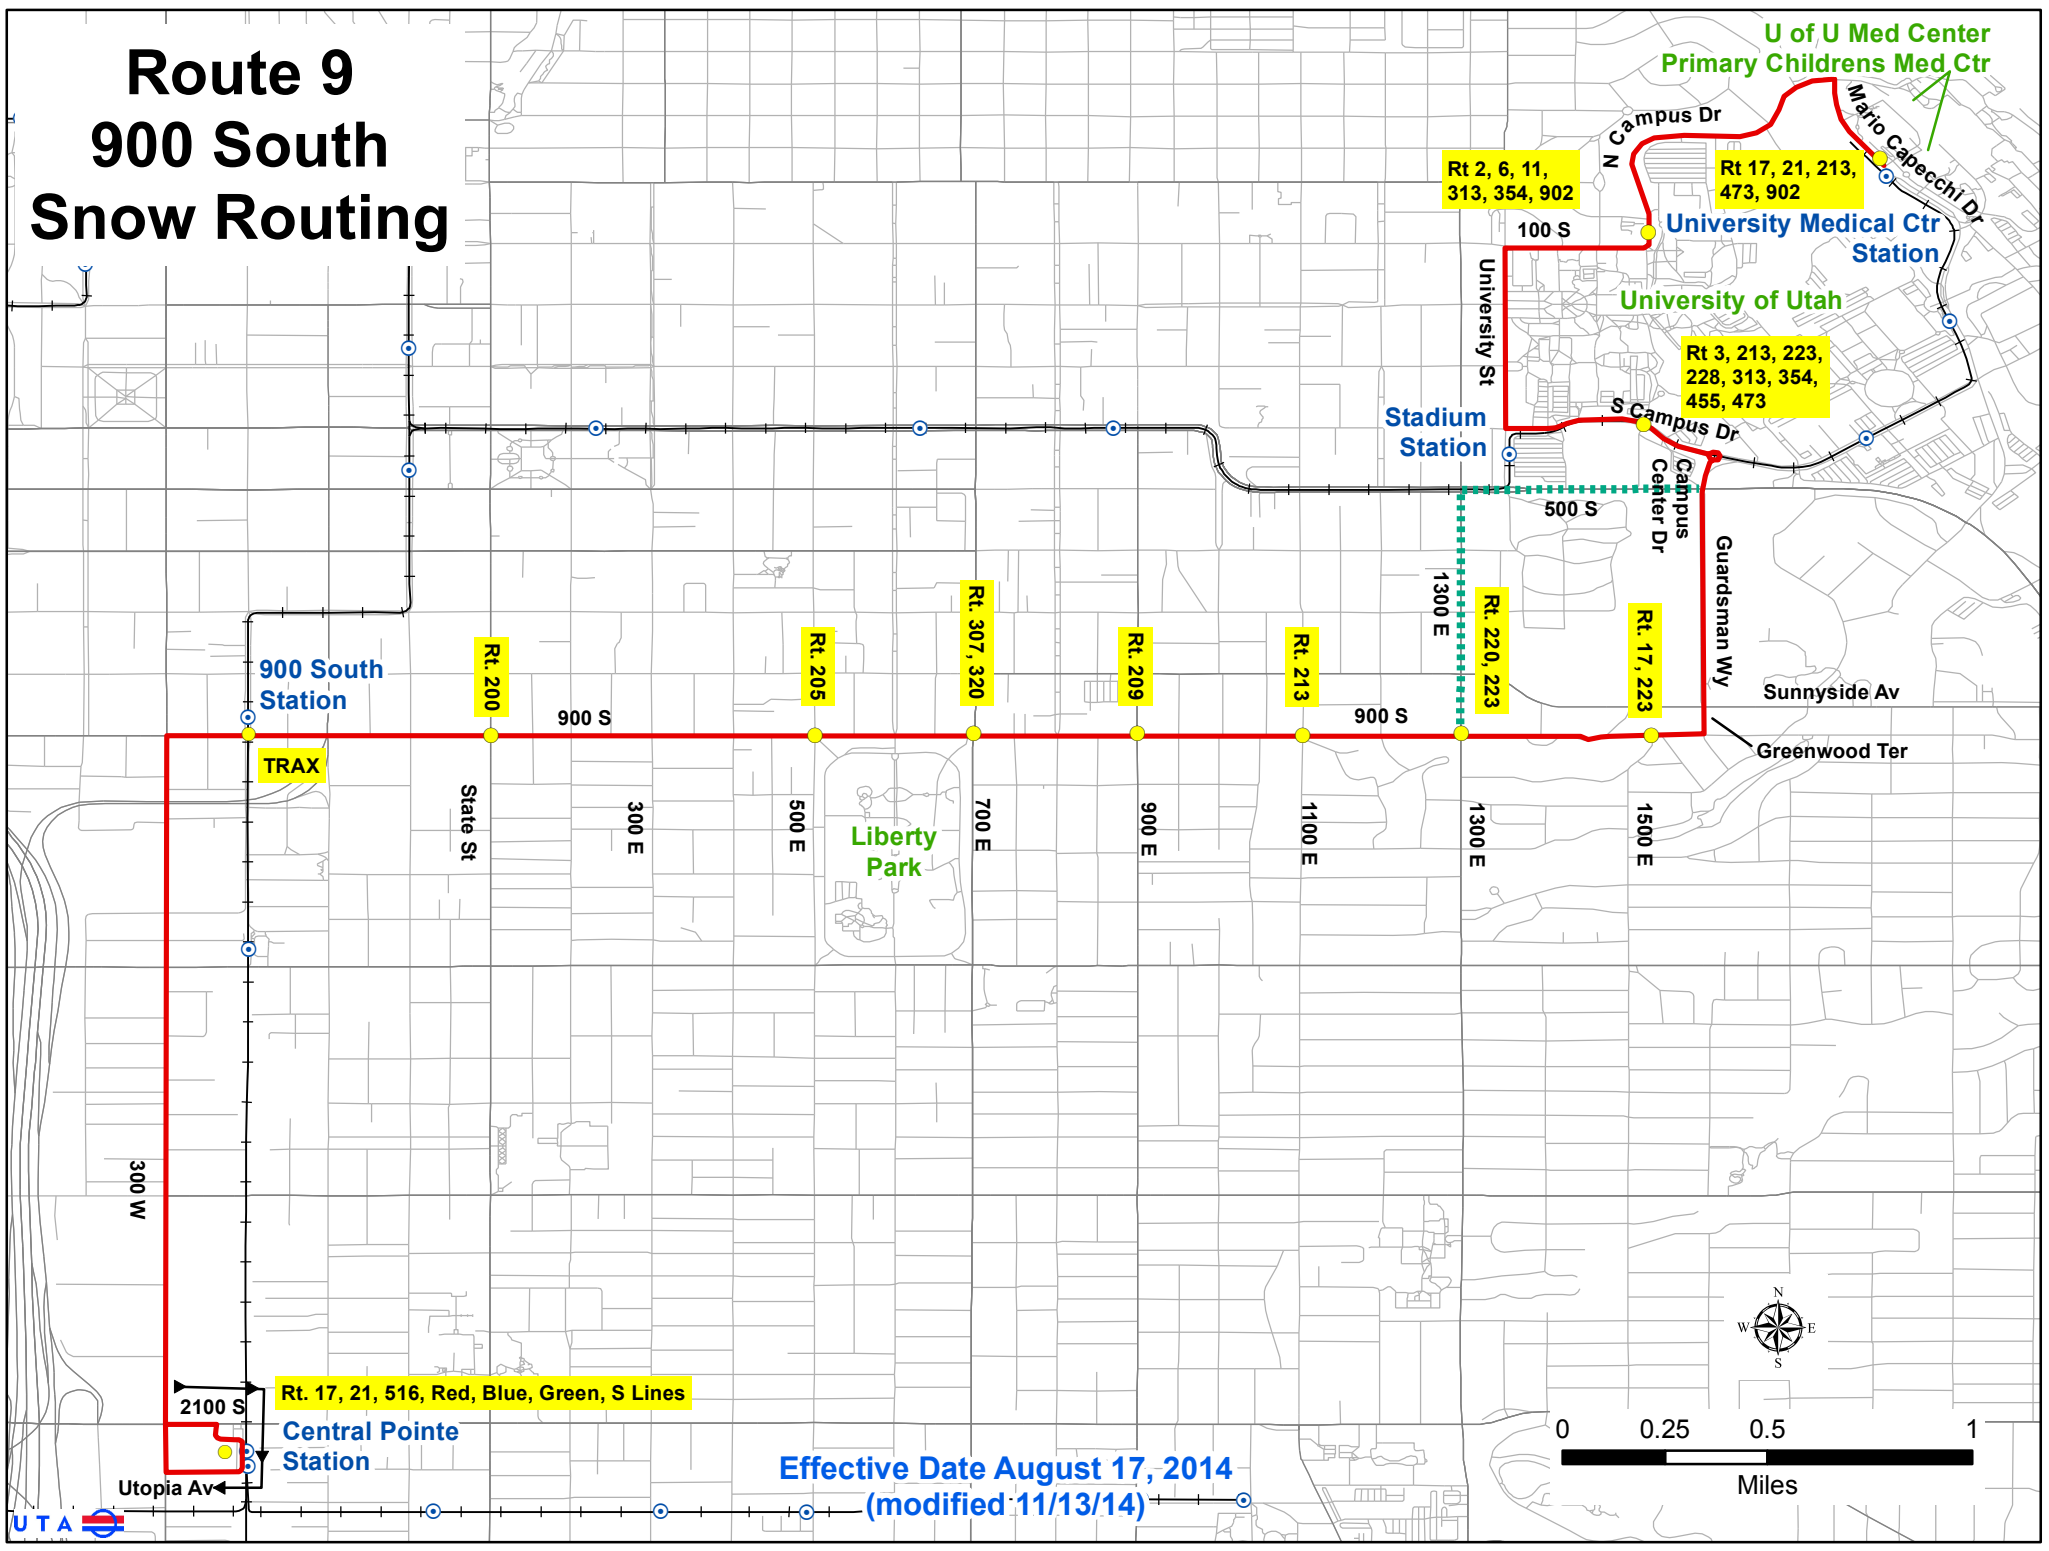 Route 9
900 South
Snow Routing
U of U Med Center
Primary Childrens Med Ctr
N Campus Dr
Mario Capecchi Dr
Rt 2, 6, 11,
313, 354, 902
Rt 17, 21, 213,
473, 902
100 S
University Medical Ctr
Station
University St
University of Utah
Rt 3, 213, 223,
228, 313, 354,
455, 473
Stadium
Station
S Campus Dr
Campus
Center Dr
500 S
Guardsman Wy
1300 E
Rt. 200
Rt. 205
Rt. 307, 320
Rt. 209
Rt. 213
Rt. 220,
223
Rt. 17, 223
900 South
Station
900 S
900 S
Sunnyside Av
Greenwood Ter
TRAX
State St
300 E
500 E
700 E
900 E
1100 E
1300 E
1500 E
Liberty
Park
300 W
N
W
E
S
Rt. 17, 21, 516, Red, Blue, Green, S Lines
2100 S
Central Pointe
Station
Utopia Av
Effective Date August 17, 2014
(modified 11/13/14)
0 0.25 0.5 1
Miles
UTA